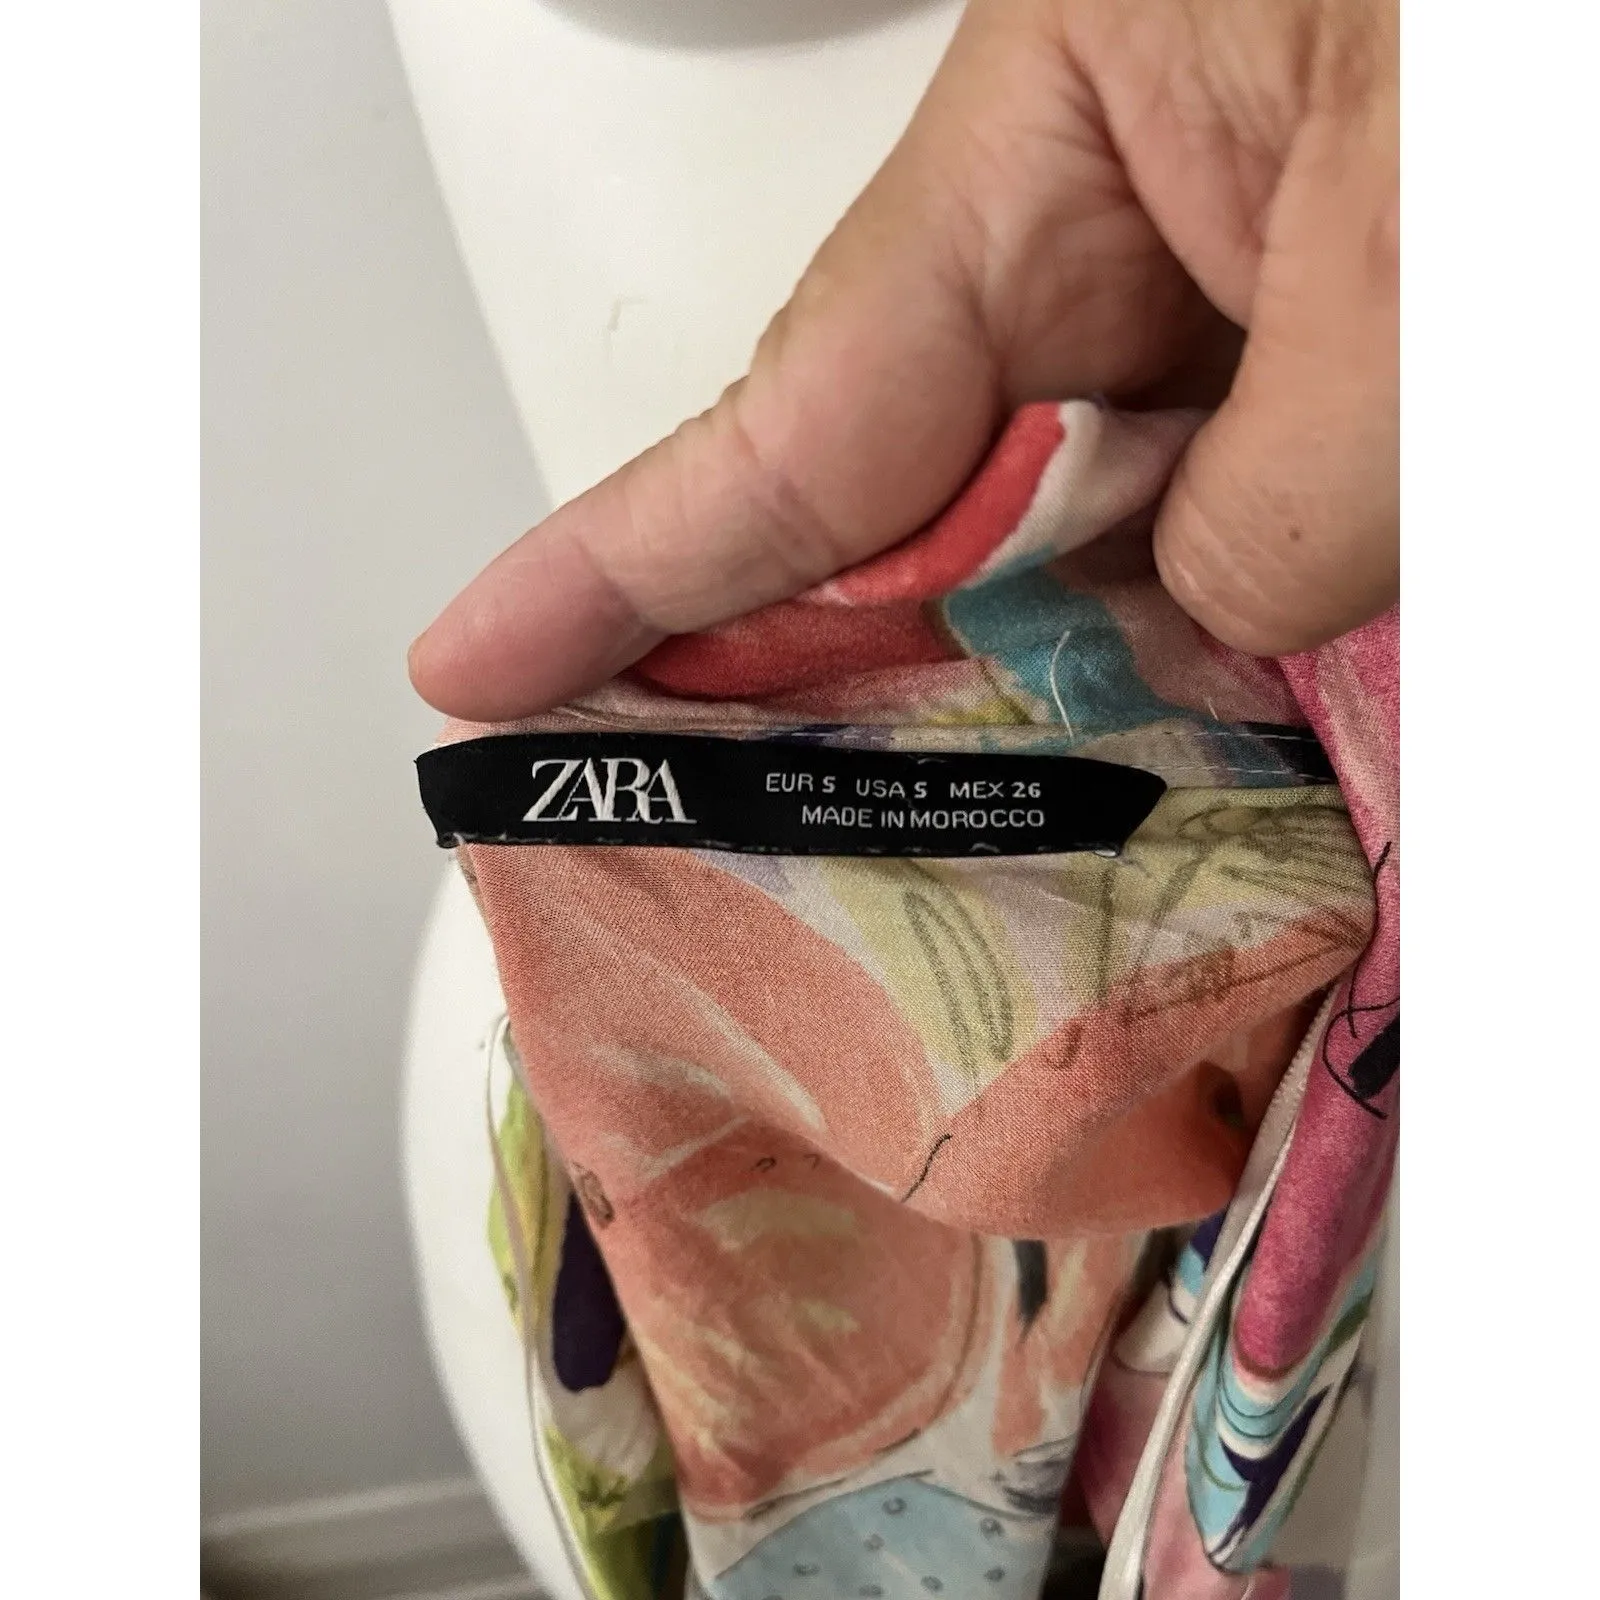 ZARA
EUR S USA S MEX 26
MADE IN MOROCCO